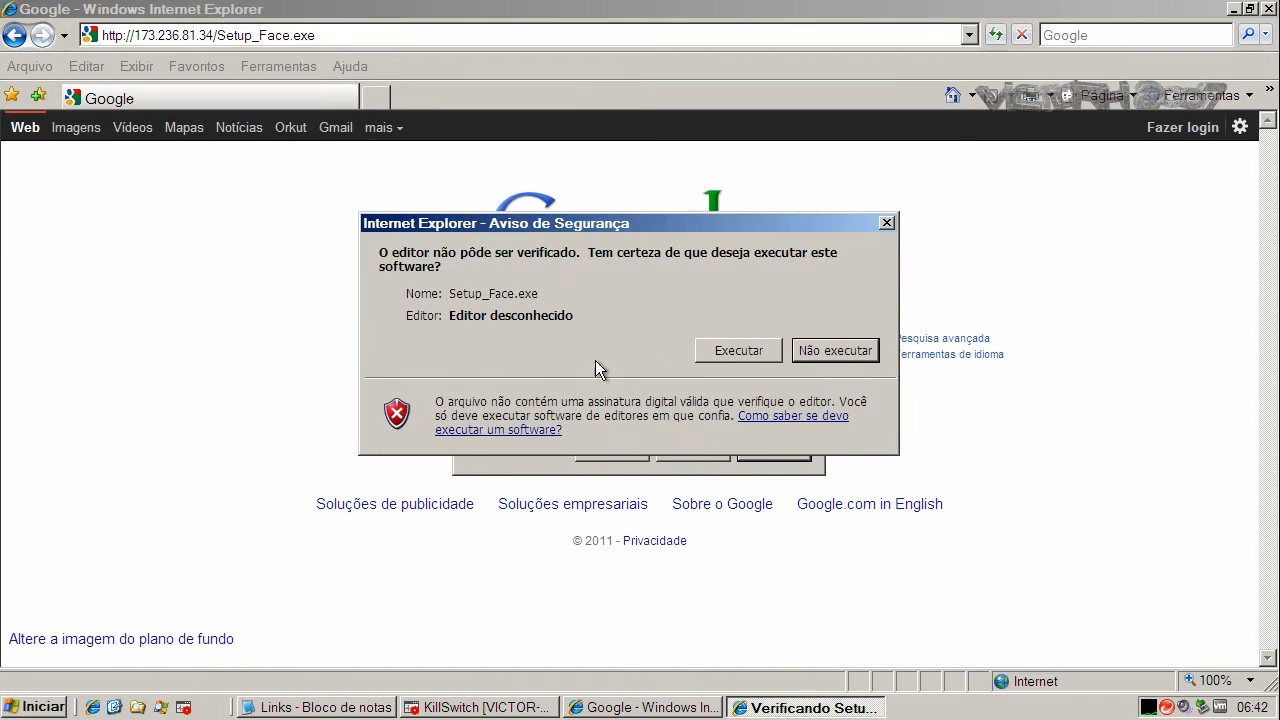 Google - Windows Internet Explorer
http://173.236.81.34/Setup_Face.exe
Google
Arquivo Editar Exibir Favoritos Ferramentas Ajuda
Google
Página Ferramentas
Web Imagens Vídeos Mapas Notícias Orkut Gmail mais
Fazer login
Internet Explorer - Aviso de Segurança
O editor não pôde ser verificado. Tem certeza de que deseja executar este
software?
Nome: Setup_Face.exe
Editor: Editor desconhecido
Executar Não executar
Pesquisa avançada
Ferramentas de idioma
O arquivo não contém uma assinatura digital válida que verifique o editor. Você
só deve executar software de editores em que confia. Como saber se devo
executar um software?
Soluções de publicidade Soluções empresariais Sobre o Google Google.com in English
© 2011 - Privacidade
Altere a imagem do plano de fundo
Internet 100%
Iniciar
Links - Bloco de notas
KillSwitch [VICTOR-...
Google - Windows In...
Verificando Setu...
06:42